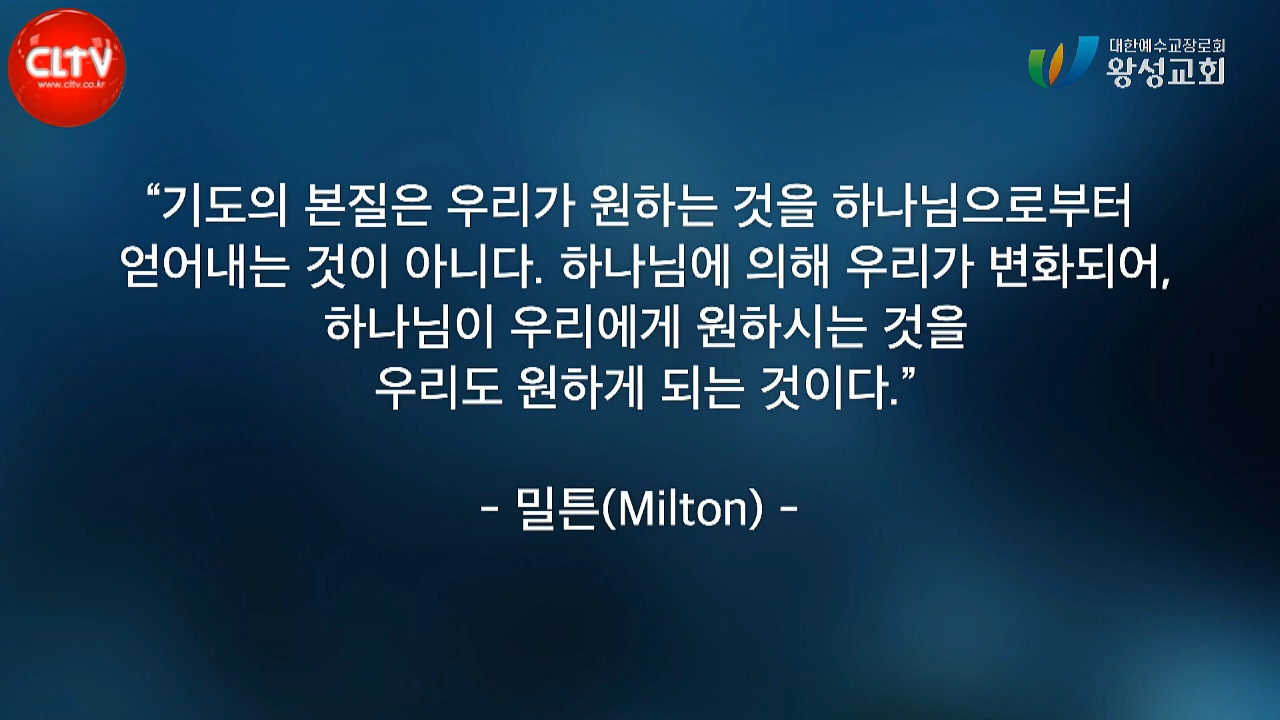 CLTV
www.cltv.co.kr
대한예수교장로회
왕성교회
“기도의 본질은 우리가 원하는 것을 하나님으로부터
얻어내는 것이 아니다. 하나님에 의해 우리가 변화되어,
하나님이 우리에게 원하시는 것을
우리도 원하게 되는 것이다.”
- 밀튼(Milton) -